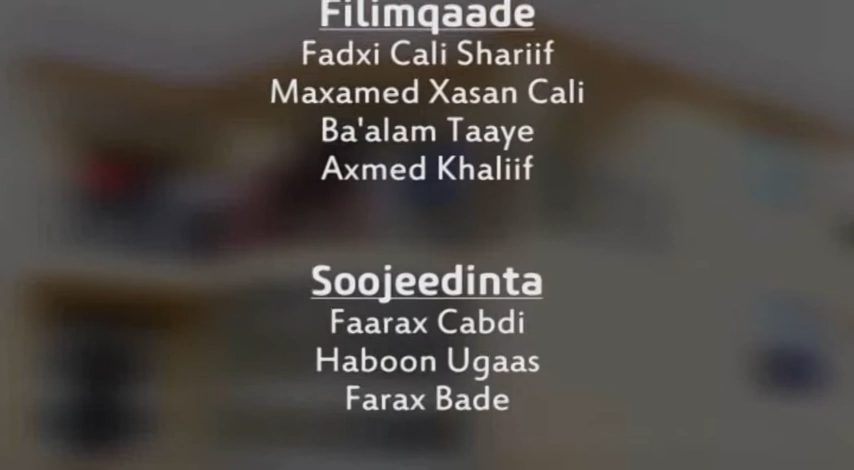 Filimqaade
Fadxi Cali Shariif
Maxamed Xasan Cali
Ba'alam Taaye
Axmed Khaliif
Soojeedinta
Faarax Cabdi
Haboon Ugaas
Farax Bade